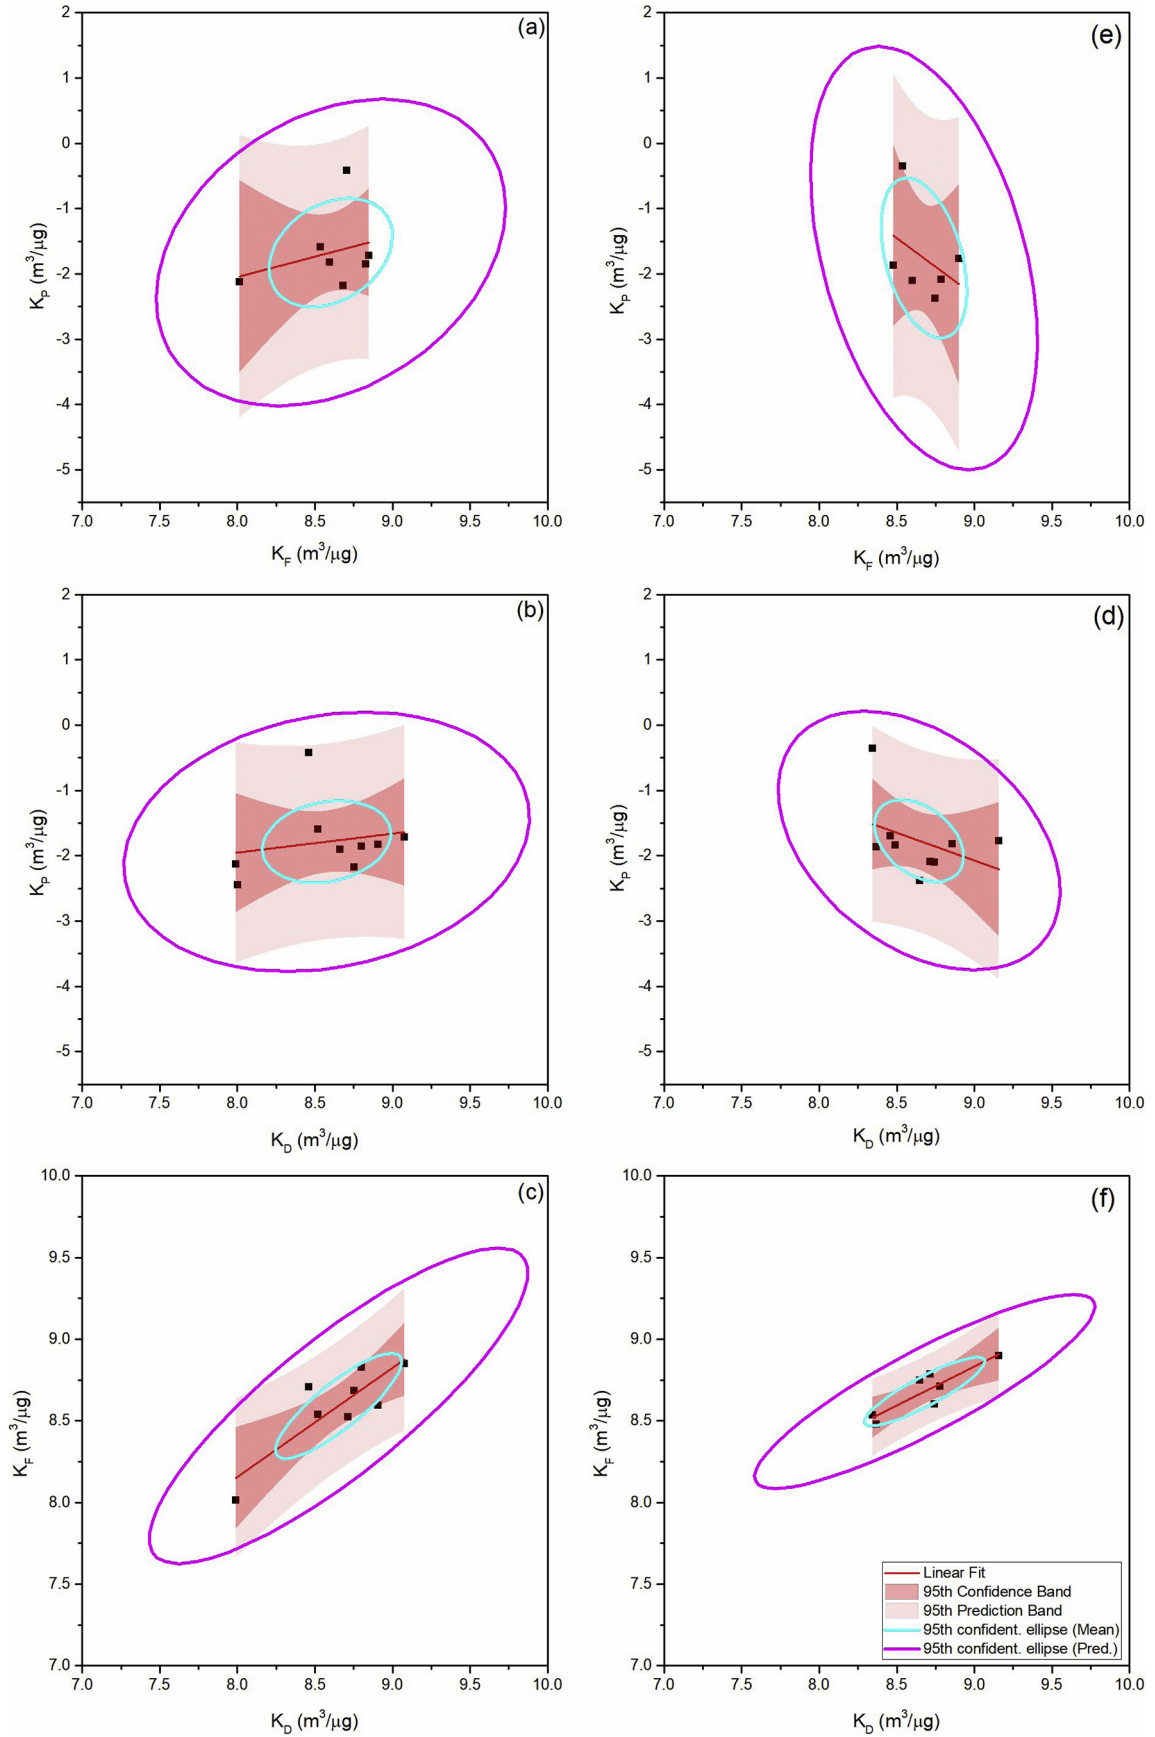 (a)
2
1
0
-1
-2
-3
-4
-5
K_P (m³/µg)
7.0 7.5 8.0 8.5 9.0 9.5 10.0
K_F (m³/µg)
(e)
2
1
0
-1
-2
-3
-4
-5
K_P (m³/µg)
7.0 7.5 8.0 8.5 9.0 9.5 10.0
K_F (m³/µg)
(b)
2
1
0
-1
-2
-3
-4
-5
K_P (m³/µg)
7.0 7.5 8.0 8.5 9.0 9.5 10.0
K_D (m³/µg)
(d)
2
1
0
-1
-2
-3
-4
-5
K_P (m³/µg)
7.0 7.5 8.0 8.5 9.0 9.5 10.0
K_D (m³/µg)
(c)
10.0
9.5
9.0
8.5
8.0
7.5
7.0
K_F (m³/µg)
7.0 7.5 8.0 8.5 9.0 9.5 10.0
K_D (m³/µg)
(f)
10.0
9.5
9.0
8.5
8.0
7.5
7.0
K_F (m³/µg)
Linear Fit
95th Confidence Band
95th Prediction Band
95th confident. ellipse (Mean)
95th confident. ellipse (Pred.)
7.0 7.5 8.0 8.5 9.0 9.5 10.0
K_D (m³/µg)